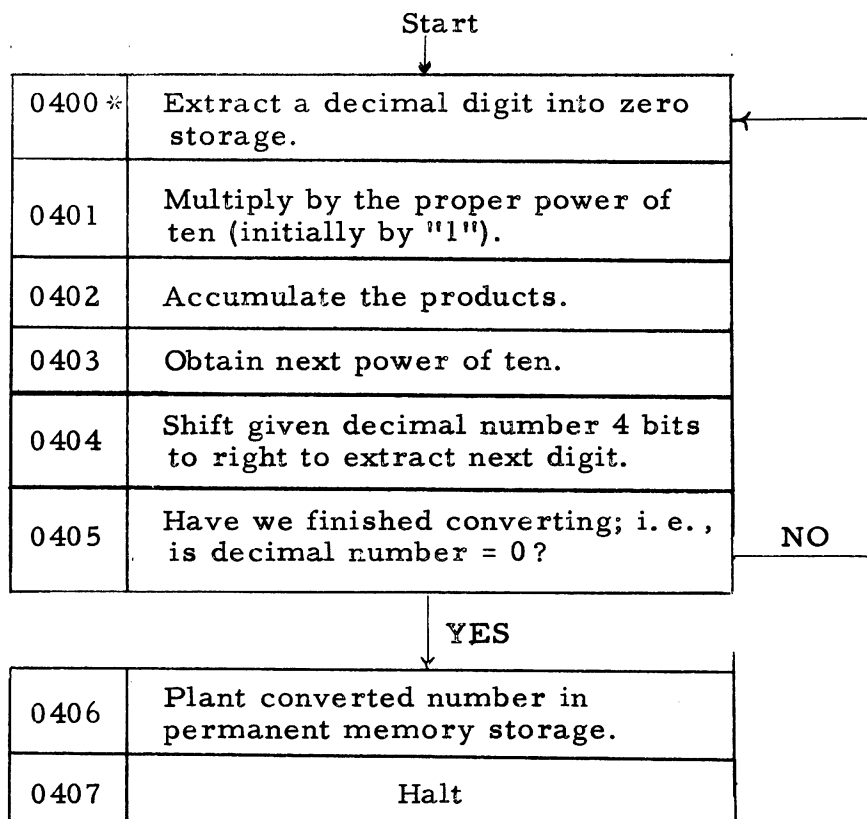 Start
0400 * Extract a decimal digit into zero
storage.
0401 Multiply by the proper power of
ten (initially by "1").
0402 Accumulate the products.
0403 Obtain next power of ten.
0404 Shift given decimal number 4 bits
to right to extract next digit.
0405 Have we finished converting; i. e. ,
is decimal number = 0?
NO
YES
0406 Plant converted number in
permanent memory storage.
0407 Halt